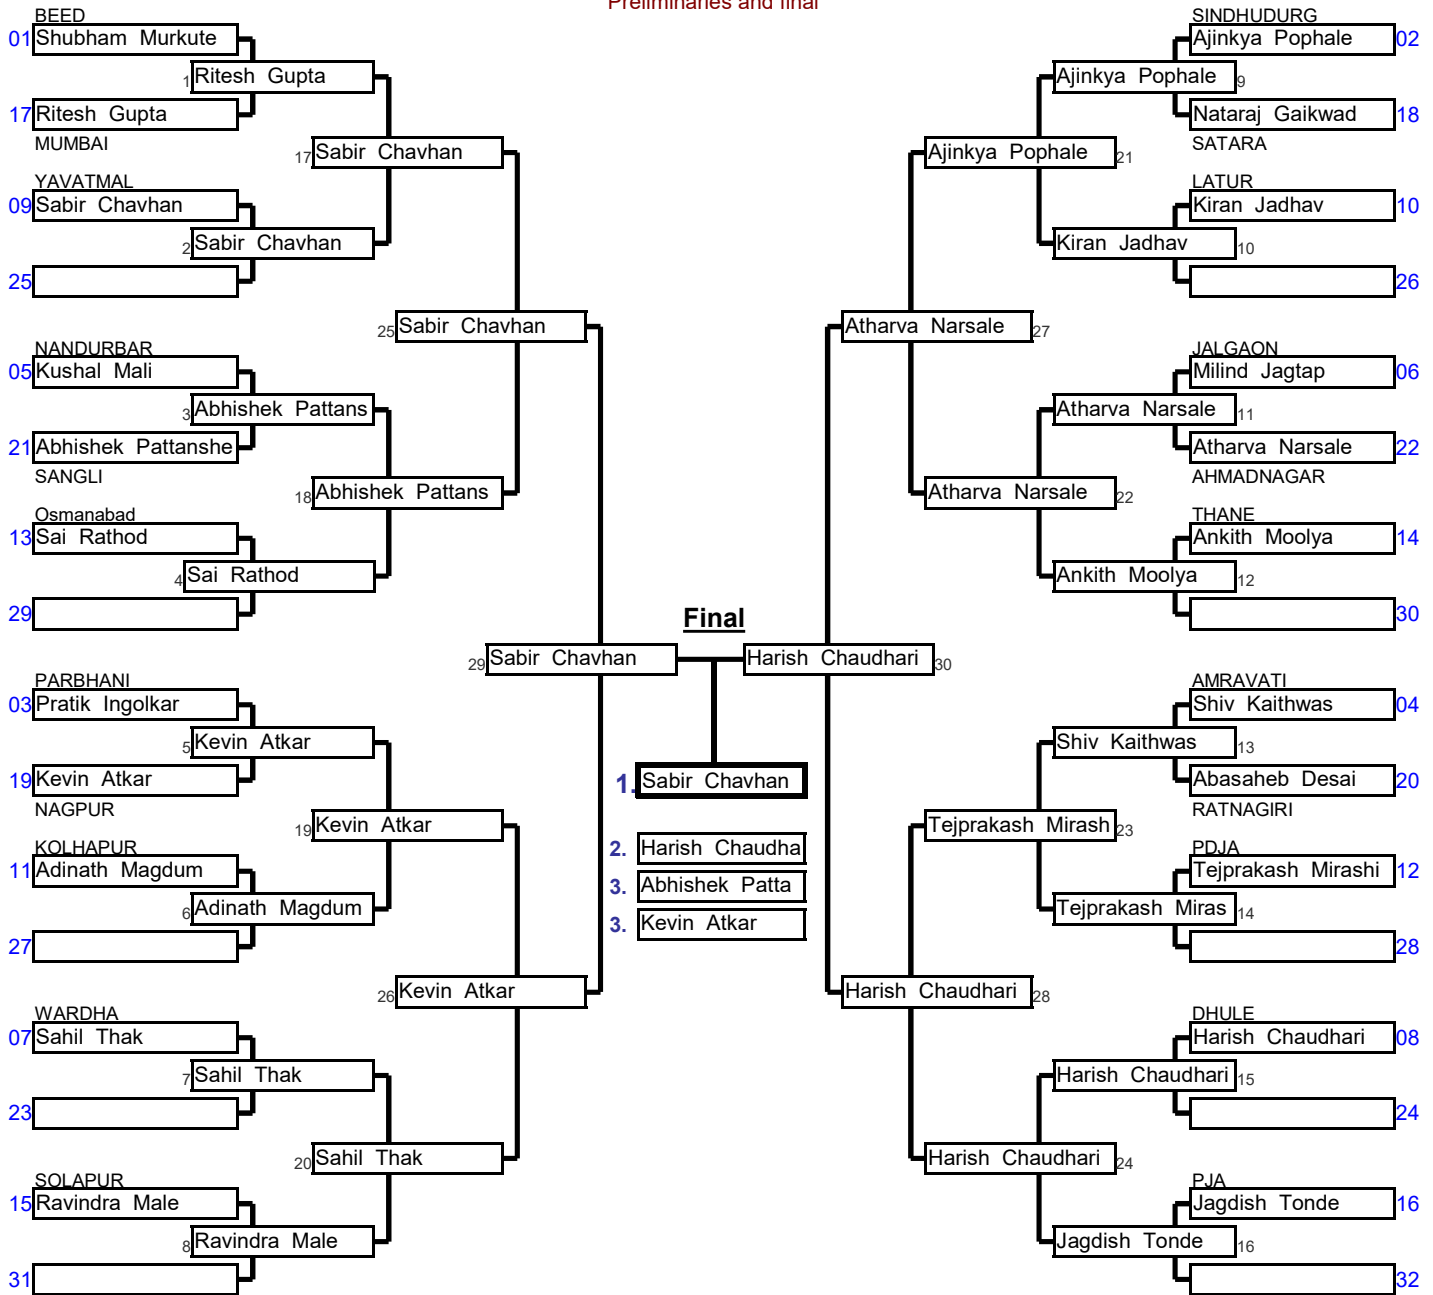 Preliminaries and final
BEED
01 Shubham Murkute
1 Ritesh Gupta
17 Ritesh Gupta
MUMBAI
17 Sabir Chavhan
YAVATMAL
09 Sabir Chavhan
2 Sabir Chavhan
25
25 Sabir Chavhan
NANDURBAR
05 Kushal Mali
3 Abhishek Pattans
21 Abhishek Pattanshe
SANGLI
18 Abhishek Pattans
Osmanabad
13 Sai Rathod
4 Sai Rathod
29
29 Sabir Chavhan
PARBHANI
03 Pratik Ingolkar
5 Kevin Atkar
19 Kevin Atkar
NAGPUR
19 Kevin Atkar
KOLHAPUR
11 Adinath Magdum
6 Adinath Magdum
27
26 Kevin Atkar
WARDHA
07 Sahil Thak
7 Sahil Thak
23
20 Sahil Thak
SOLAPUR
15 Ravindra Male
8 Ravindra Male
31
Final
1. Sabir Chavhan
2. Harish Chaudha
3. Abhishek Patta
3. Kevin Atkar
SINDHUDURG
Ajinkya Pophale 02
Ajinkya Pophale 9
Nataraj Gaikwad 18
SATARA
Ajinkya Pophale 21
LATUR
Kiran Jadhav 10
Kiran Jadhav 10
26
Atharva Narsale 27
JALGAON
Milind Jagtap 06
Atharva Narsale 11
Atharva Narsale 22
AHMADNAGAR
Atharva Narsale 22
THANE
Ankith Moolya 14
Ankith Moolya 12
30
Harish Chaudhari 30
AMRAVATI
Shiv Kaithwas 04
Shiv Kaithwas 13
Abasaheb Desai 20
RATNAGIRI
Tejprakash Mirash 23
PDJA
Tejprakash Mirashi 12
Tejprakash Miras 14
28
Harish Chaudhari 28
DHULE
Harish Chaudhari 08
Harish Chaudhari 15
24
Harish Chaudhari 24
PJA
Jagdish Tonde 16
Jagdish Tonde 16
32